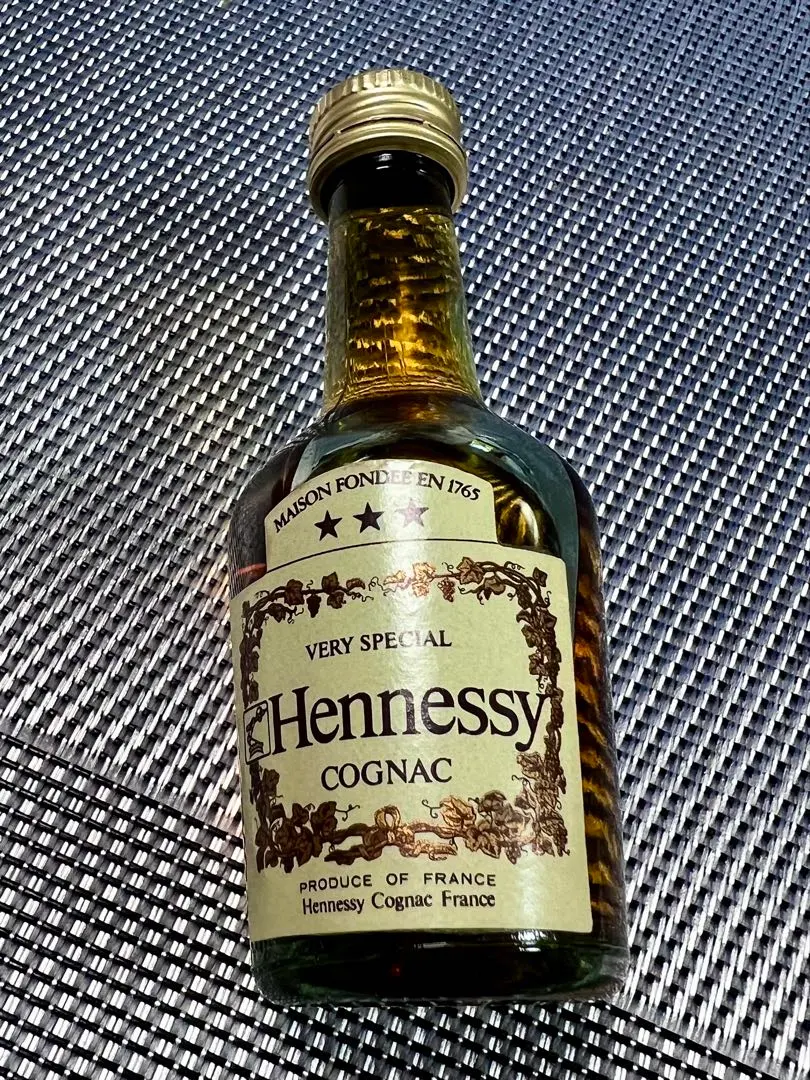 MAISON FONDEE EN 1765
VERY SPECIAL
Hennessy
COGNAC
PRODUCE OF FRANCE
Hennessy Cognac France